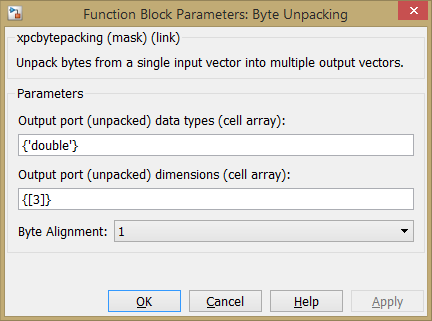 Function Block Parameters: Byte Unpacking
xpcbytepacking (mask) (link)
Unpack bytes from a single input vector into multiple output vectors.
Parameters
Output port (unpacked) data types (cell array):
{'double'}
Output port (unpacked) dimensions (cell array):
{[3]}
Byte Alignment: 1
OK Cancel Help Apply